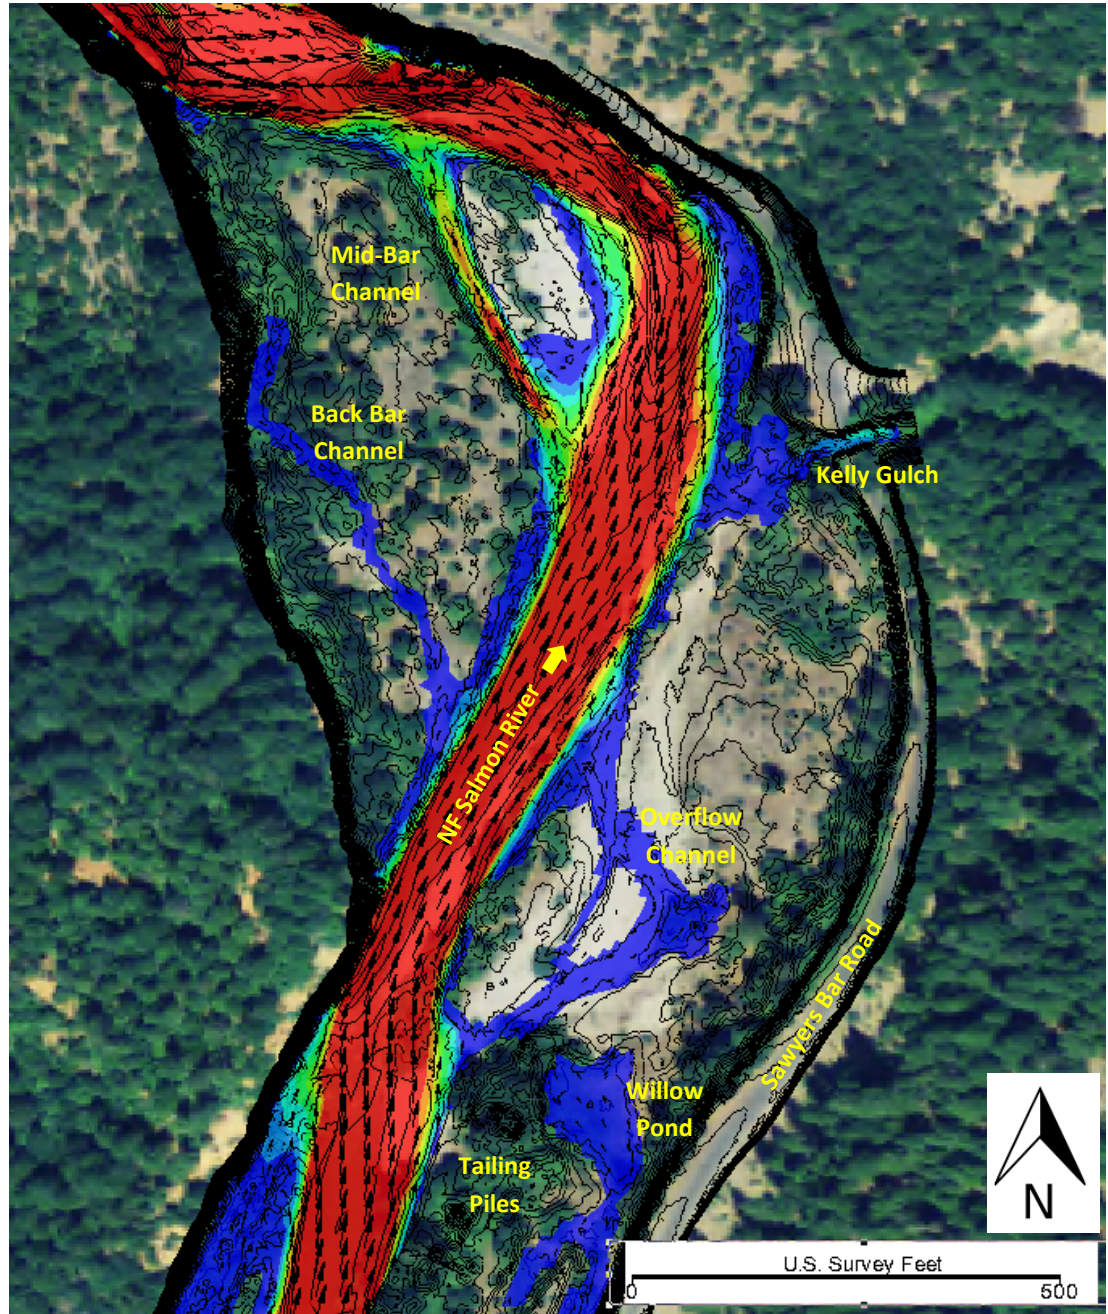 Mid-Bar
Channel
Back Bar
Channel
Kelly Gulch
NF Salmon River
Overflow
Channel
Sawyers Bar Road
Willow
Pond
Tailing
Piles
N
U.S. Survey Feet
0
500